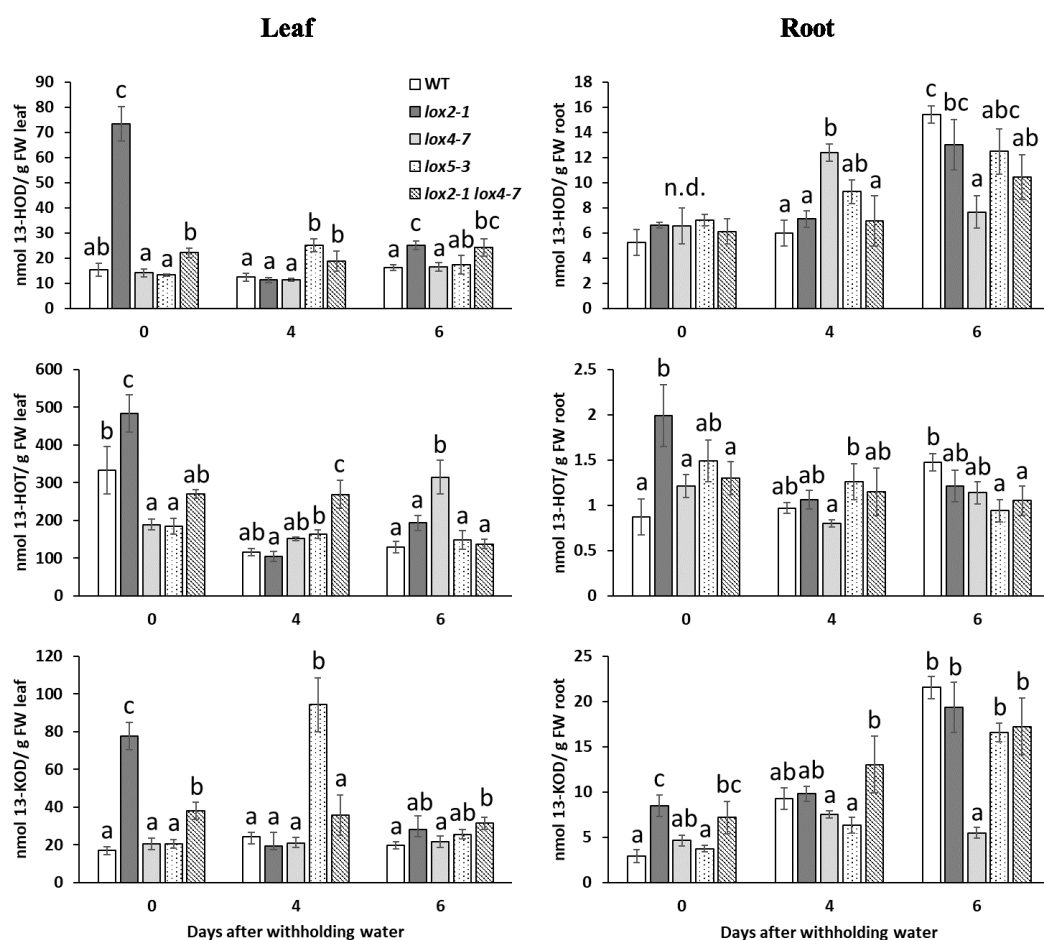 Leaf
Root
nmol 13-HOD/ g FW leaf
90
80
70
60
50
40
30
20
10
0
ab c a a b
a a a b b
a c a ab bc
0 4 6
WT
lox2-1
lox4-7
lox5-3
lox2-1 lox4-7
nmol 13-HOD/ g FW root
18
16
14
12
10
8
6
4
2
0
n.d.
a a b ab a
c bc a abc ab
0 4 6
nmol 13-HOT/ g FW leaf
600
500
400
300
200
100
0
b c a a ab
ab a ab b c
a a b a a
0 4 6
nmol 13-HOT/ g FW root
2.5
2
1.5
1
0.5
0
a b a ab a
ab ab a b ab
b ab ab a a
0 4 6
nmol 13-KOD/ g FW leaf
120
100
80
60
40
20
0
a c a a b
a a a b a
a ab a ab b
0 4 6
Days after withholding water
nmol 13-KOD/ g FW root
25
20
15
10
5
0
a c ab a bc
ab ab a a b
b b a b b
0 4 6
Days after withholding water